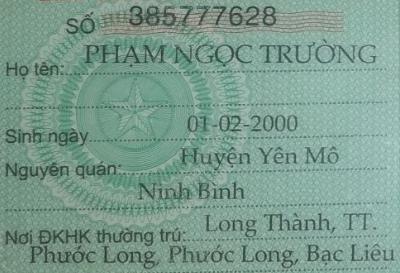 SỐ 385777628
Họ tên: PHẠM NGỌC TRƯỜNG
Sinh ngày 01-02-2000
Nguyên quán: Huyện Yên Mô
Ninh Bình
Nơi ĐKHK thường trú: Long Thành, TT.
Phước Long, Phước Long, Bạc Liêu